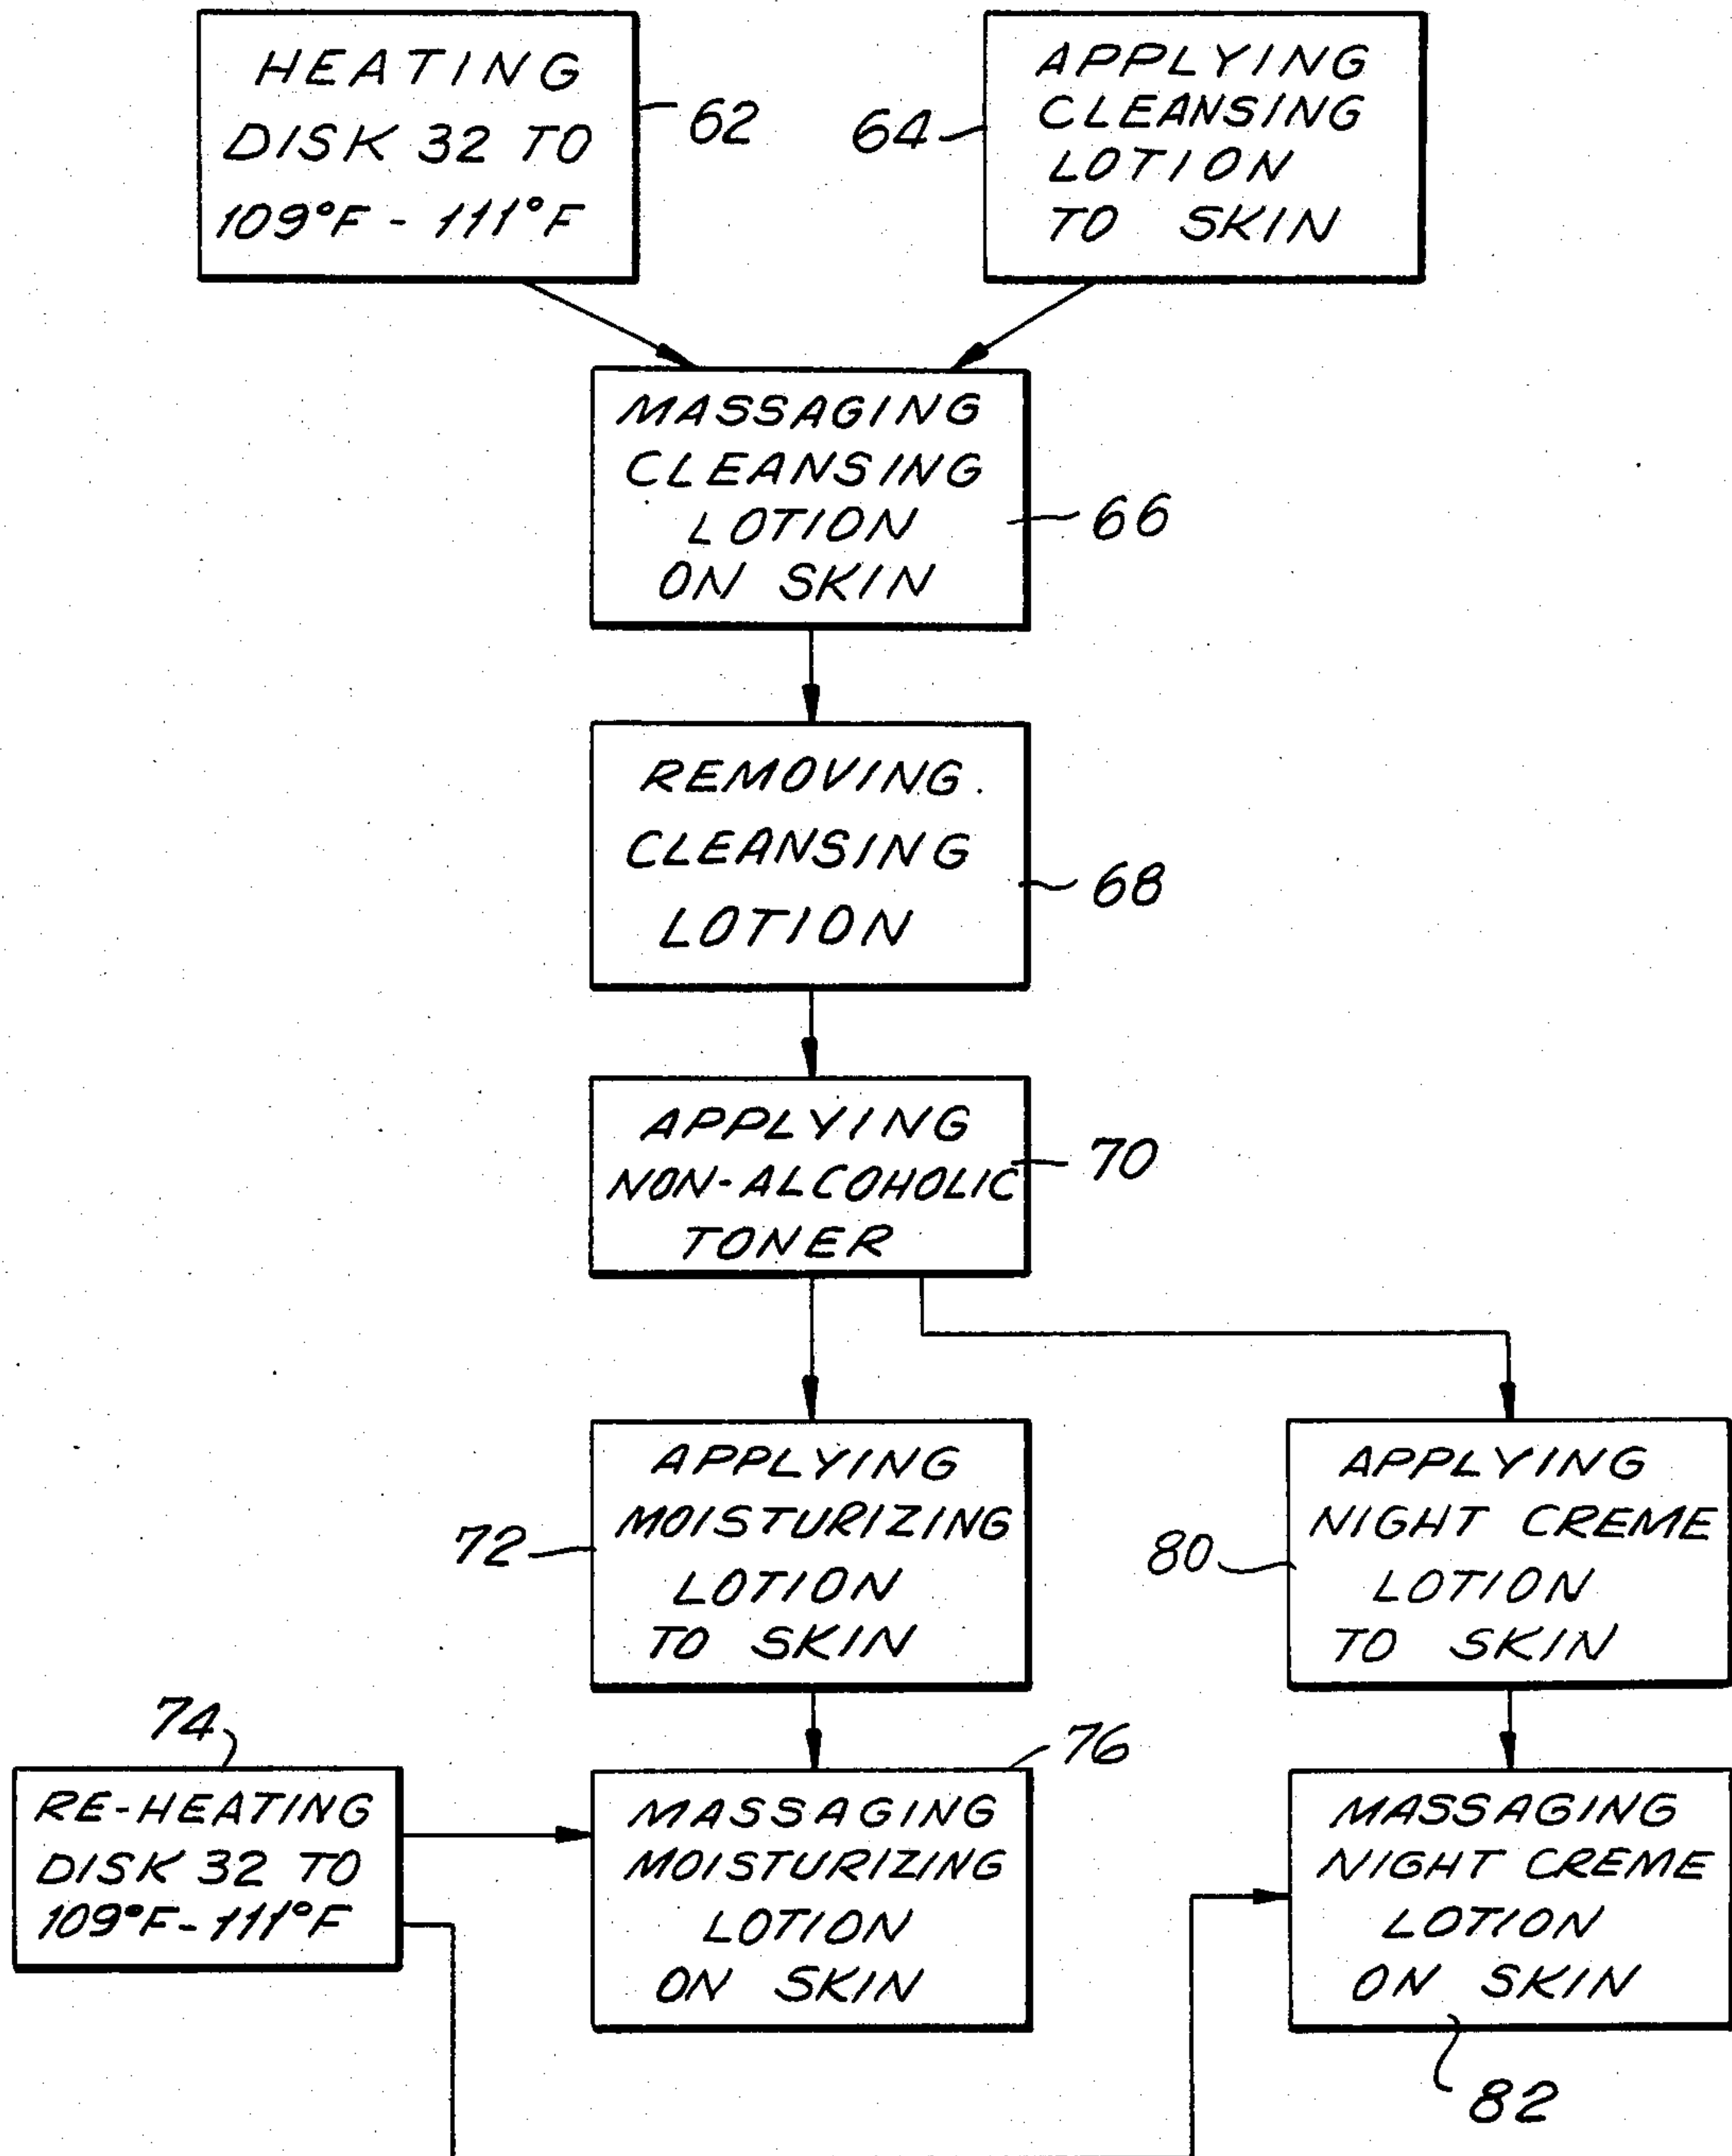 HEATING
DISK 32 TO
109°F - 111°F
62
64
APPLYING
CLEANSING
LOTION
TO SKIN
MASSAGING
CLEANSING
LOTION
ON SKIN
66
REMOVING.
CLEANSING
LOTION
68
APPLYING
NON-ALCOHOLIC
TONER
70
72
APPLYING
MOISTURIZING
LOTION
TO SKIN
80
APPLYING
NIGHT CREME
LOTION
TO SKIN
74
RE-HEATING
DISK 32 TO
109°F-111°F
76
MASSAGING
MOISTURIZING
LOTION
ON SKIN
MASSAGING
NIGHT CREME
LOTION
ON SKIN
82